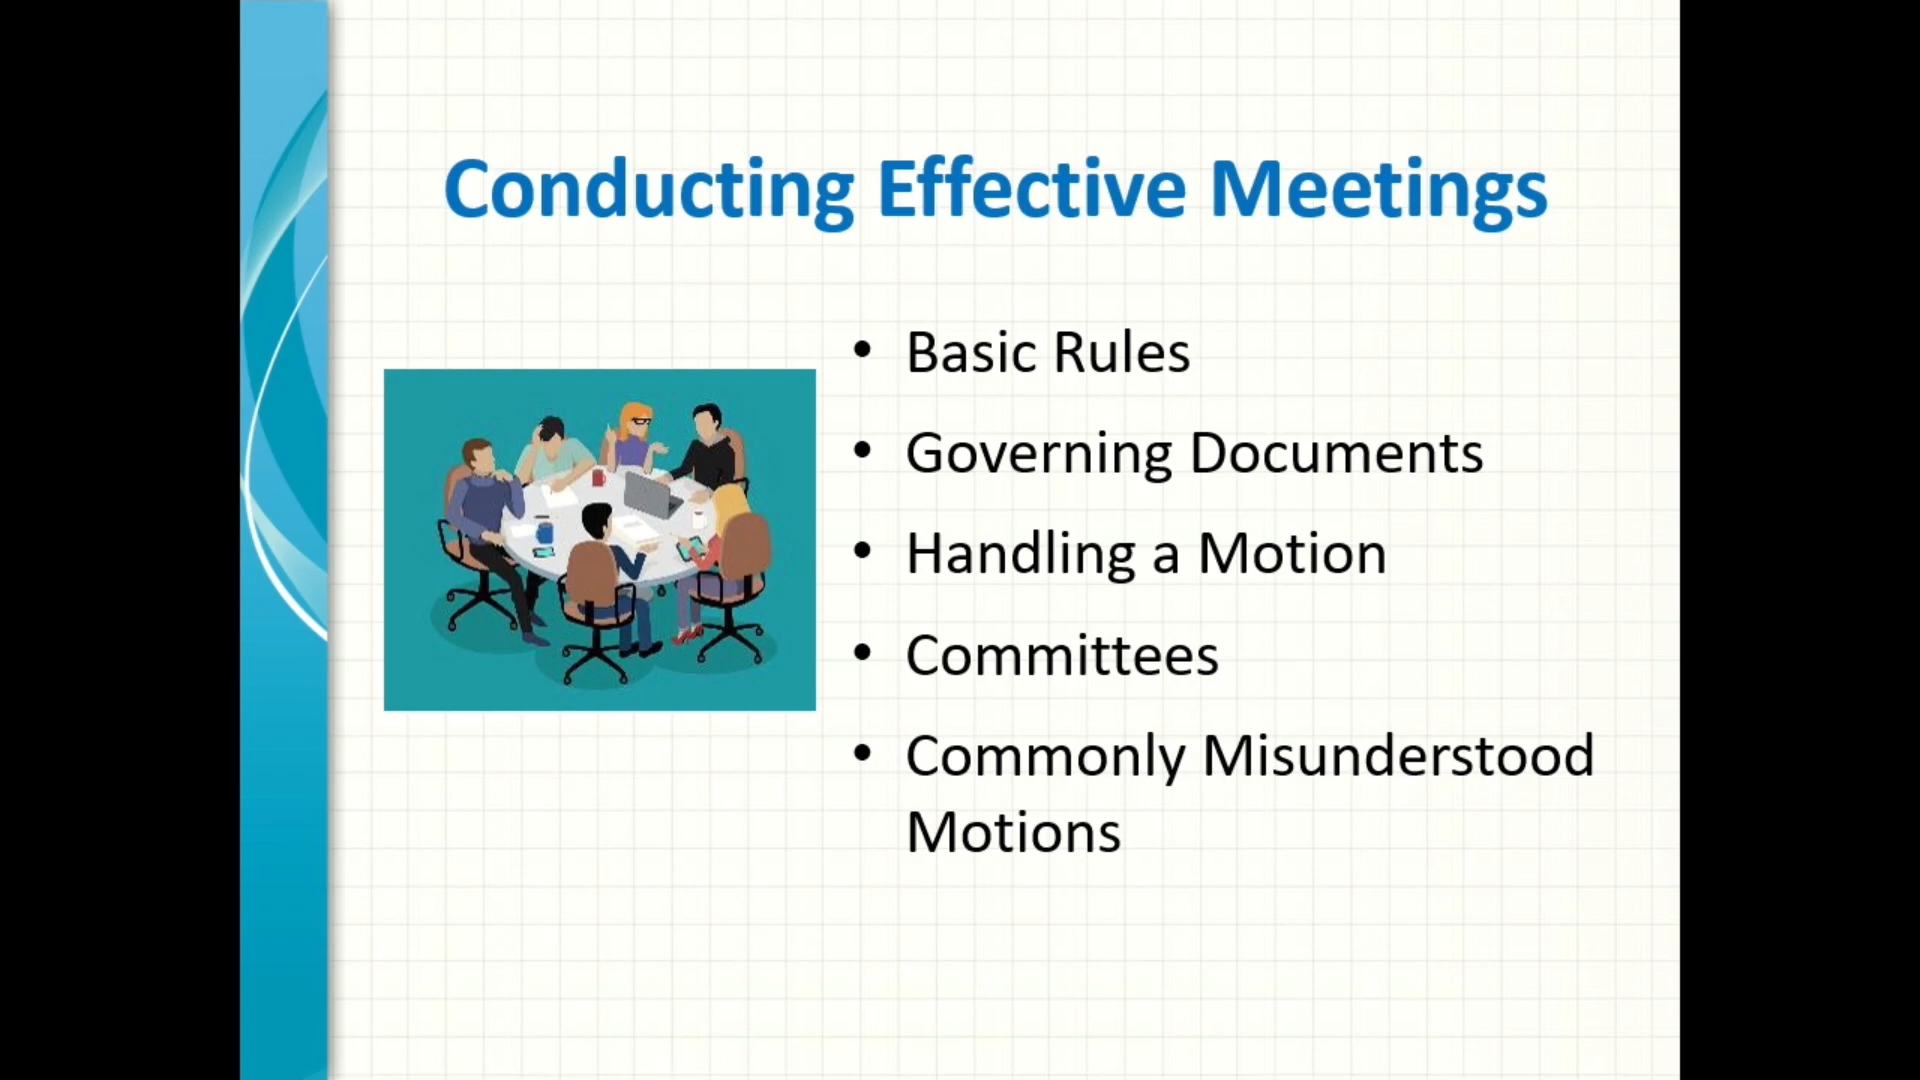 Conducting Effective Meetings
• Basic Rules
• Governing Documents
• Handling a Motion
• Committees
• Commonly Misunderstood
Motions